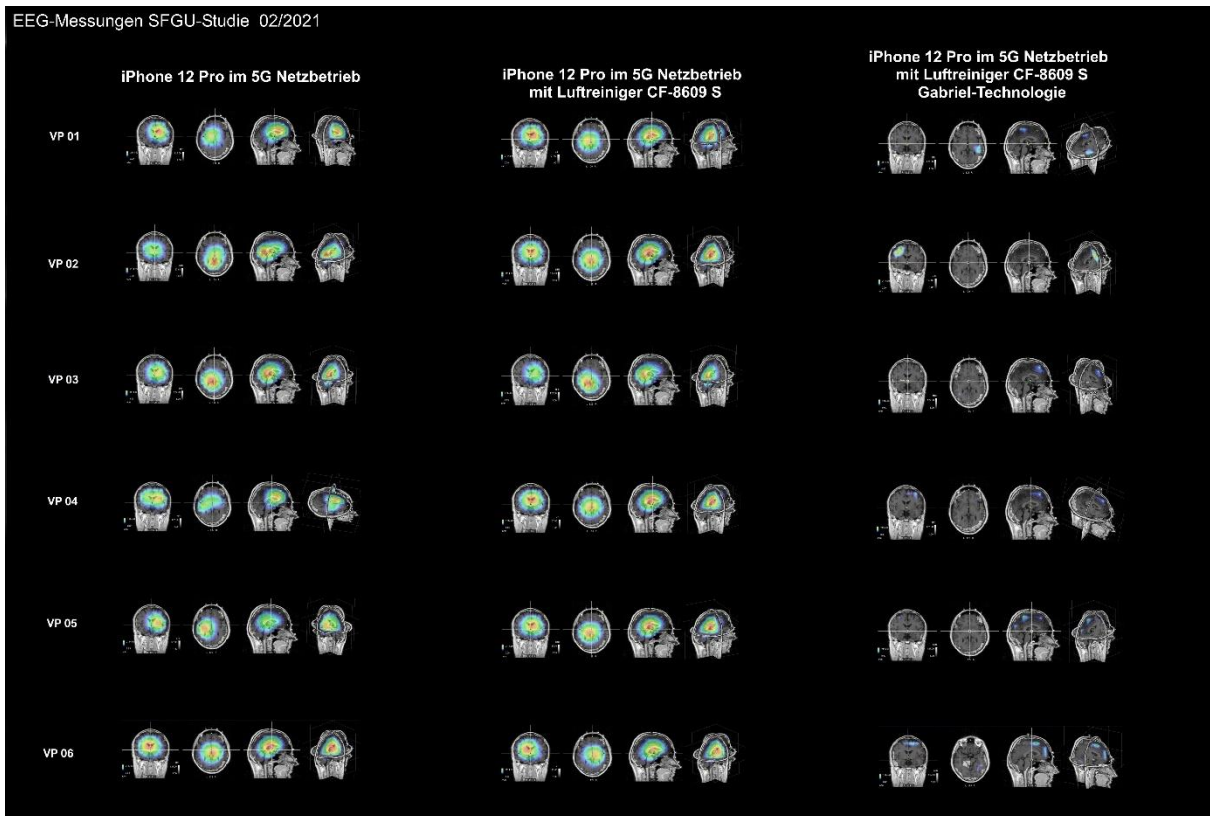 EEG-Messungen SFGU-Studie 02/2021
iPhone 12 Pro im 5G Netzbetrieb
iPhone 12 Pro im 5G Netzbetrieb
mit Luftreiniger CF-8609 S
iPhone 12 Pro im 5G Netzbetrieb
mit Luftreiniger CF-8609 S
Gabriel-Technologie
VP 01
VP 02
VP 03
VP 04
VP 05
VP 06